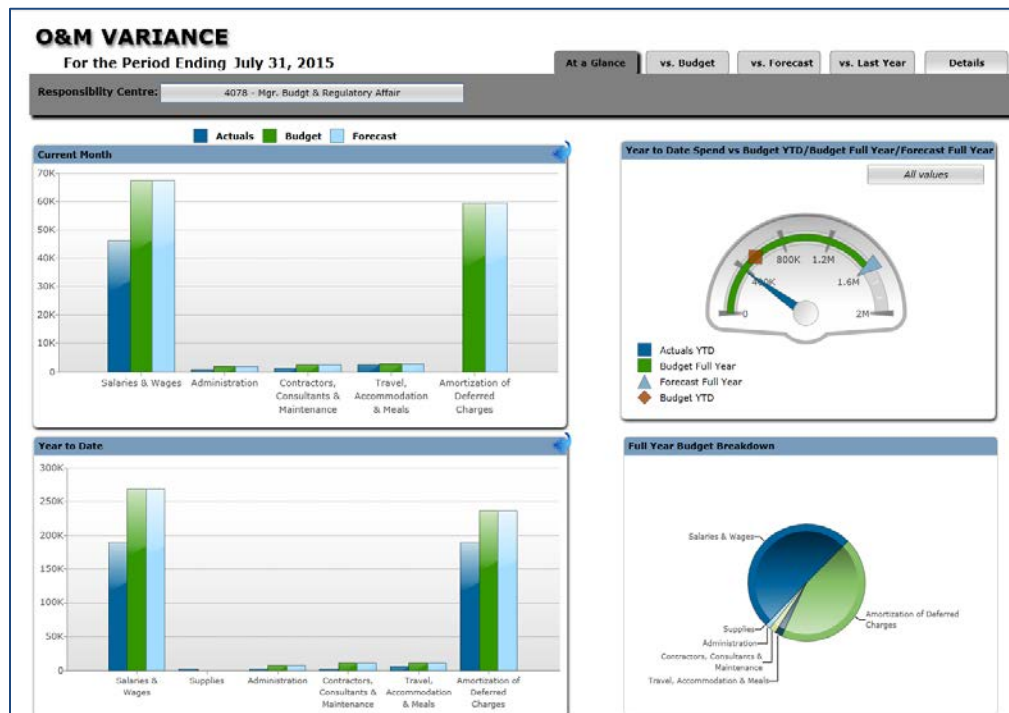 O&M VARIANCE
For the Period Ending July 31, 2015
At a Glance
vs. Budget
vs. Forecast
vs. Last Year
Details
Responsibility Centre:
4078 - Mgr. Budgt & Regulatory Affair
Actuals Budget Forecast
Current Month
70K
60K
50K
40K
30K
20K
10K
0
Salaries & Wages
Administration
Contractors,
Consultants &
Maintenance
Travel,
Accommodation
& Meals
Amortization of
Deferred
Charges
Year to Date Spend vs Budget YTD/Budget Full Year/Forecast Full Year
All values
0
400K
800K
1.2M
1.6M
2M
Actuals YTD
Budget Full Year
Forecast Full Year
Budget YTD
Year to Date
300K
250K
200K
150K
100K
50K
0
Salaries &
Wages
Supplies
Administration
Contractors,
Consultants &
Maintenance
Travel,
Accommodation
& Meals
Amortization of
Deferred
Charges
Full Year Budget Breakdown
Salaries & Wages
Amortization of Deferred
Charges
Supplies
Administration
Contractors, Consultants &
Maintenance
Travel, Accommodation & Meals